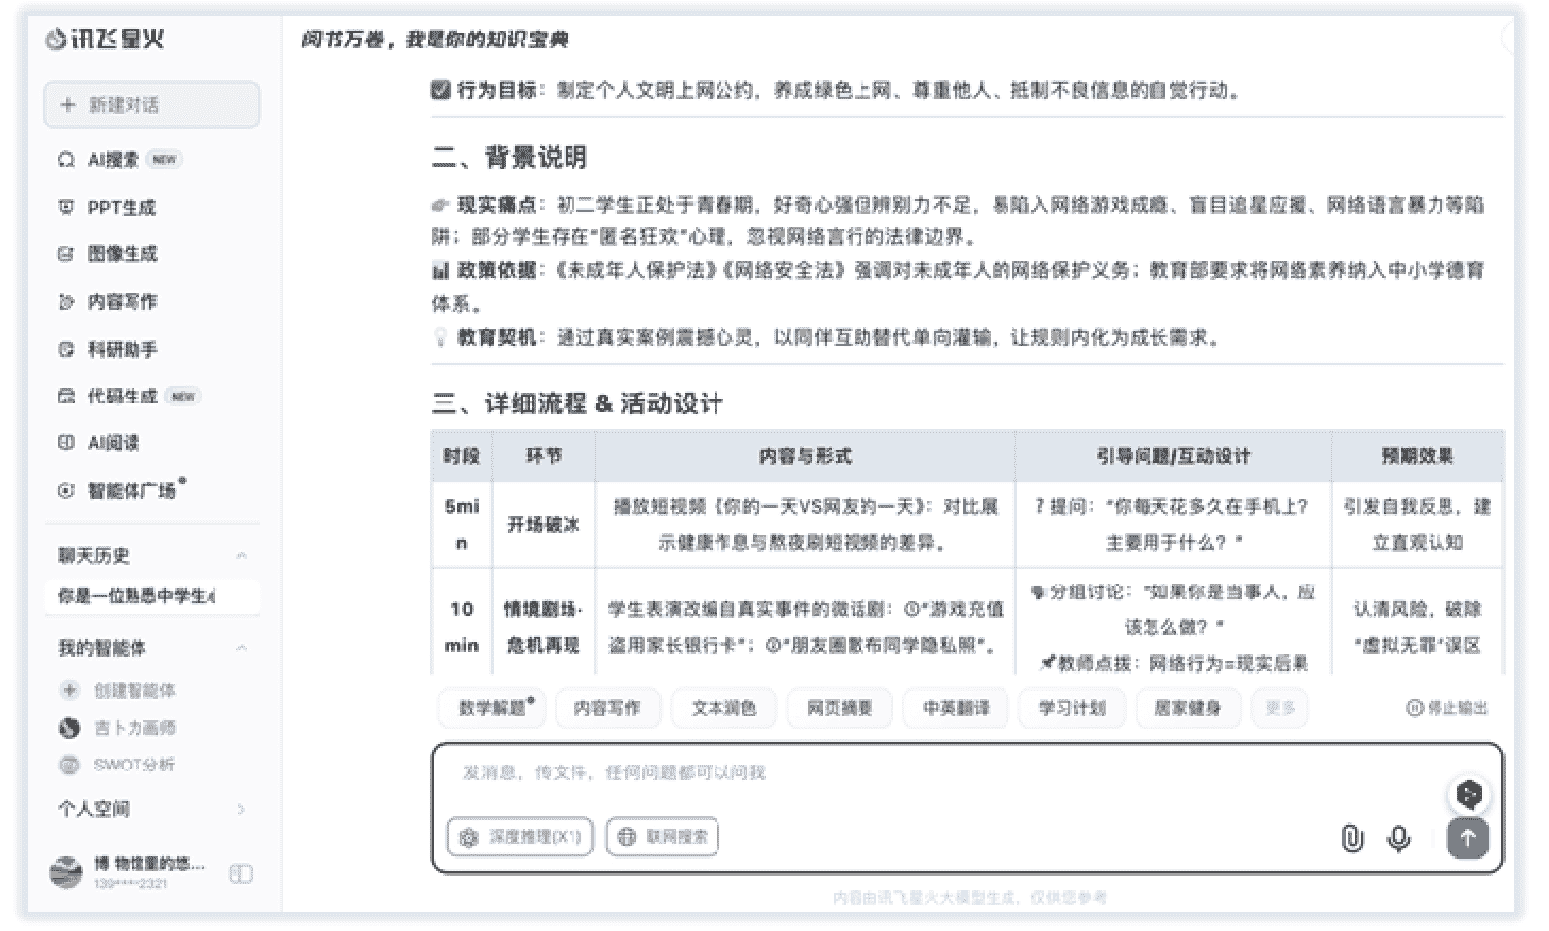 讯飞星火
新建对话
AI搜索 NEW
PPT生成
图像生成
内容写作
科研助手
代码生成 NEW
AI阅读
智能体广场
聊天历史
你是一位熟悉中学生心
我的智能体
创建智能体
吉卜力画师
SWOT分析
个人空间
博 物馆里的悠...
139****2321
阅书万卷，我是你的知识宝典
☑ 行为目标：制定个人文明上网公约，养成绿色上网、尊重他人、抵制不良信息的自觉行动。
二、背景说明
现实痛点：初二学生正处于青春期，好奇心强但辨别力不足，易陷入网络游戏成瘾、盲目追星应援、网络语言暴力等陷
阱；部分学生存在“匿名狂欢”心理，忽视网络言行的法律边界。
政策依据：《未成年人保护法》《网络安全法》强调对未成年人的网络保护义务；教育部要求将网络素养纳入中小学德育
体系。
教育契机：通过真实案例震撼心灵，以同伴互助替代单向灌输，让规则内化为成长需求。
三、详细流程 & 活动设计
时段 环节 内容与形式 引导问题/互动设计 预期效果
5mi
n
开场破冰
播放短视频《你的一天VS网友的一天》：对比展
示健康作息与熬夜刷短视频的差异。
? 提问：“你每天花多久在手机上？
主要用于什么？”
引发自我反思，建
立直观认知
10
min
情境剧场·
危机再现
学生表演改编自真实事件的微话剧：①“游戏充值
盗用家长银行卡”；②“朋友圈散布同学隐私照”。
分组讨论：“如果你是当事人，应
该怎么做？”
教师点拨：网络行为=现实后果
认清风险，破除
“虚拟无罪”误区
数学解题 内容写作 文本润色 网页摘要 中英翻译 学习计划 居家健身 更多 停止输出
发消息，传文件，任何问题都可以问我
深度推理(X1) 联网搜索
内容由讯飞星火大模型生成，仅供您参考